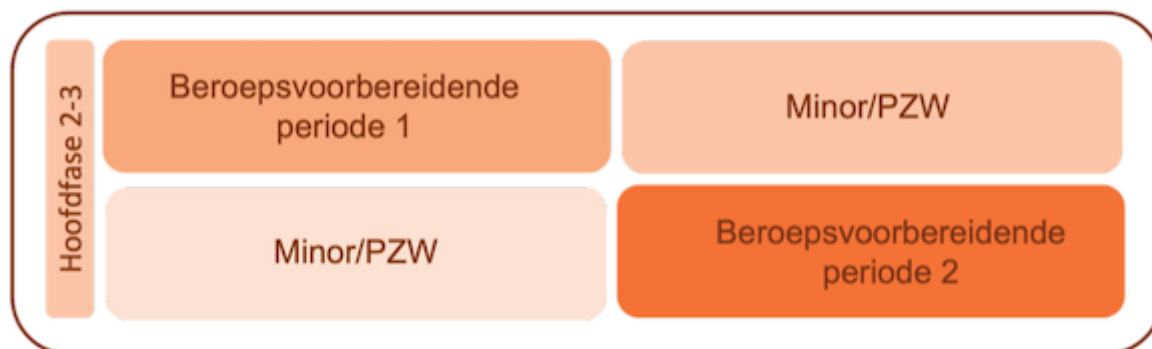 Hoofdfase 2-3
Beroepsvoorbereidende
periode 1
Minor/PZW
Minor/PZW
Beroepsvoorbereidende
periode 2